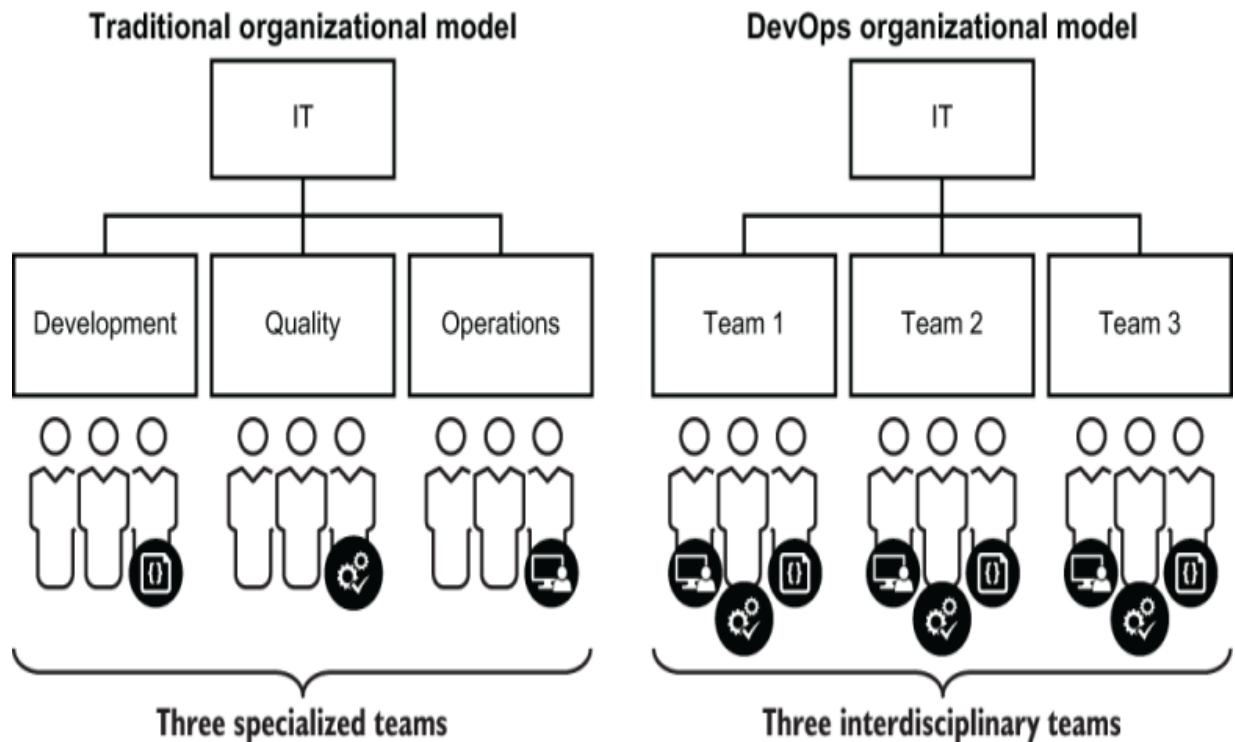 Traditional organizational model
DevOps organizational model
IT
IT
Development
Quality
Operations
Team 1
Team 2
Team 3
{}
{}
{}
{}
Three specialized teams
Three interdisciplinary teams